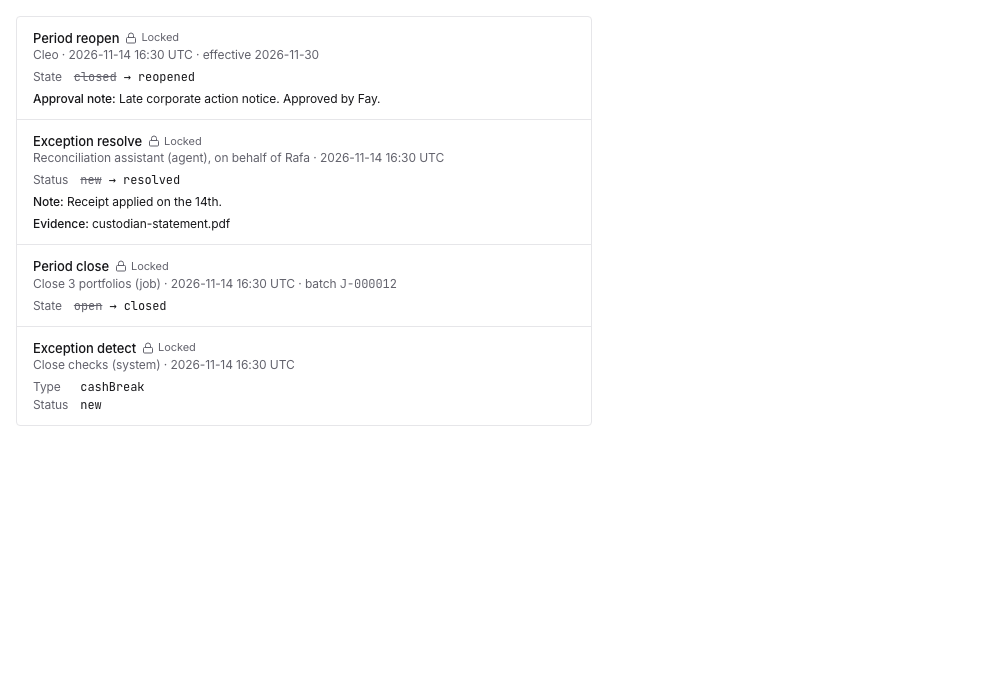 Period reopen Locked
Cleo · 2026-11-14 16:30 UTC · effective 2026-11-30
State closed → reopened
Approval note: Late corporate action notice. Approved by Fay.
Exception resolve Locked
Reconciliation assistant (agent), on behalf of Rafa · 2026-11-14 16:30 UTC
Status new → resolved
Note: Receipt applied on the 14th.
Evidence: custodian-statement.pdf
Period close Locked
Close 3 portfolios (job) · 2026-11-14 16:30 UTC · batch J-000012
State open → closed
Exception detect Locked
Close checks (system) · 2026-11-14 16:30 UTC
Type cashBreak
Status new